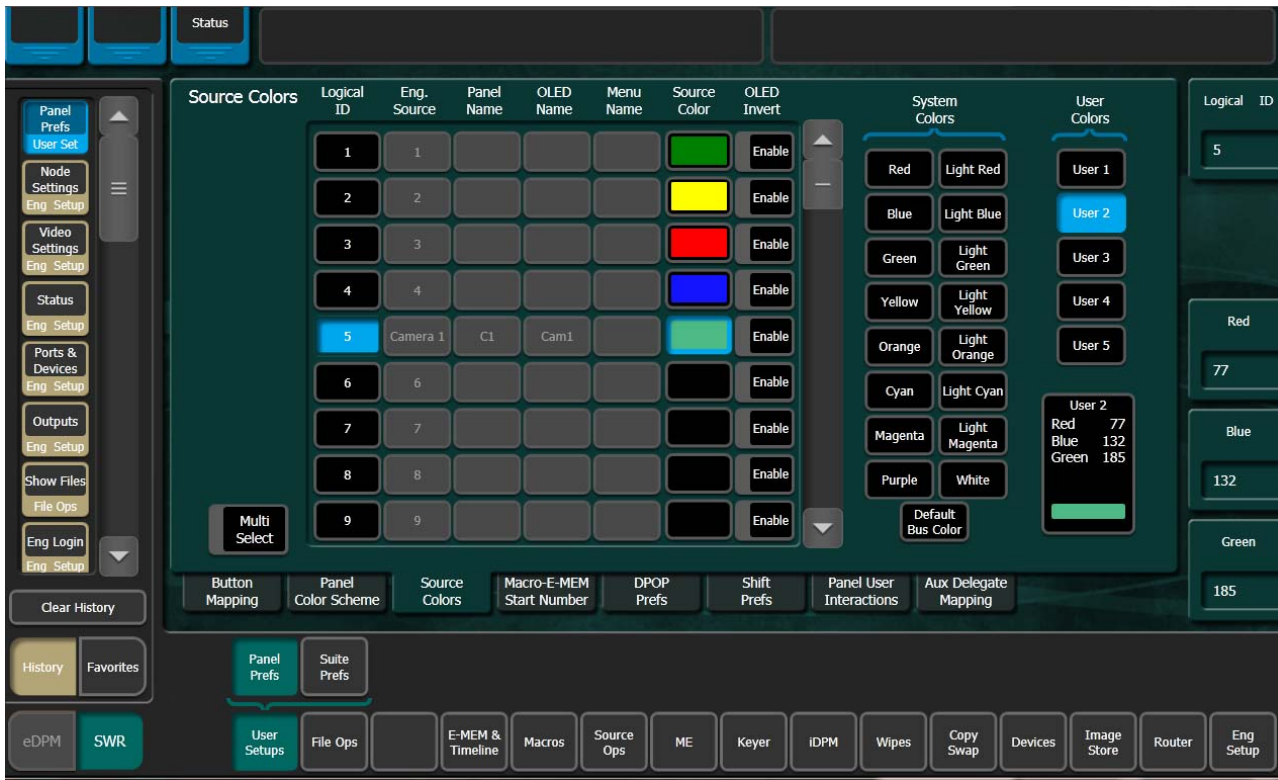 Status
Panel
Prefs
User Set
Node
Settings
Eng Setup
Video
Settings
Eng Setup
Status
Eng Setup
Ports &
Devices
Eng Setup
Outputs
Eng Setup
Show Files
File Ops
Eng Login
Eng Setup
Clear History
History Favorites
eDPM SWR
Source Colors
Logical ID Eng. Source Panel Name OLED Name Menu Name Source Color OLED Invert
1 1 Enable
2 2 Enable
3 3 Enable
4 4 Enable
5 Camera 1 C1 Cam1 Enable
6 6 Enable
7 7 Enable
8 8 Enable
9 9 Enable
Multi
Select
System
Colors
Red Light Red
Blue Light Blue
Green Light Green
Yellow Light Yellow
Orange Light Orange
Cyan Light Cyan
Magenta Light Magenta
Purple White
Default
Bus Color
User
Colors
User 1
User 2
User 3
User 4
User 5
User 2
Red 77
Blue 132
Green 185
Logical ID
5
Red
77
Blue
132
Green
185
Button Mapping Panel Color Scheme Source Colors Macro-E-MEM Start Number DPOP Prefs Shift Prefs Panel User Interactions Aux Delegate Mapping
Panel Prefs Suite Prefs
User Setups File Ops E-MEM & Timeline Macros Source Ops ME Keyer iDPM Wipes Copy Swap Devices Image Store Router Eng Setup